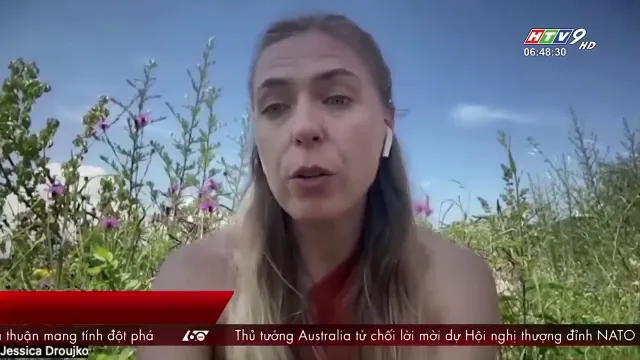 HTV9 HD
06:48:30
thuận mang tính đột phá 60 Thủ tướng Australia từ chối lời mời dự Hội nghị thượng đỉnh NATO
Jessica Droujko